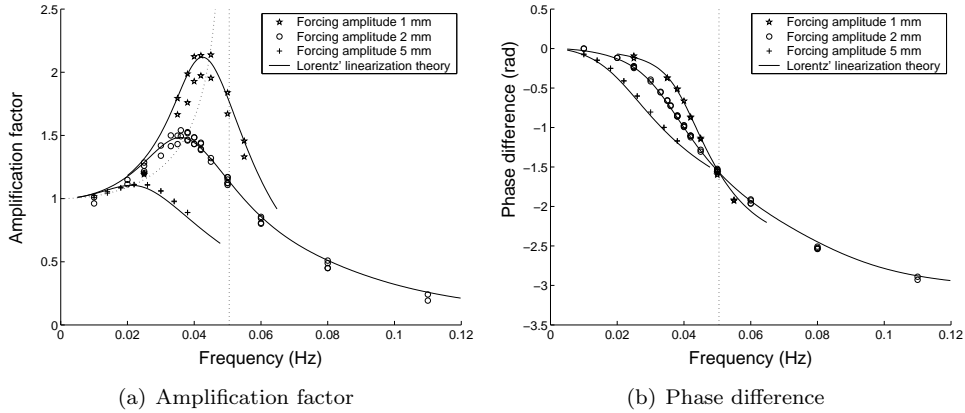 2.5
2
1.5
1
0.5
0
0
0.02
0.04
0.06
0.08
0.1
0.12
Amplification factor
Frequency (Hz)
Forcing amplitude 1 mm
Forcing amplitude 2 mm
Forcing amplitude 5 mm
Lorentz' linearization theory
(a) Amplification factor
0.5
0
−0.5
−1
−1.5
−2
−2.5
−3
−3.5
0
0.02
0.04
0.06
0.08
0.1
0.12
Phase difference (rad)
Frequency (Hz)
Forcing amplitude 1 mm
Forcing amplitude 2 mm
Forcing amplitude 5 mm
Lorentz' linearization theory
(b) Phase difference